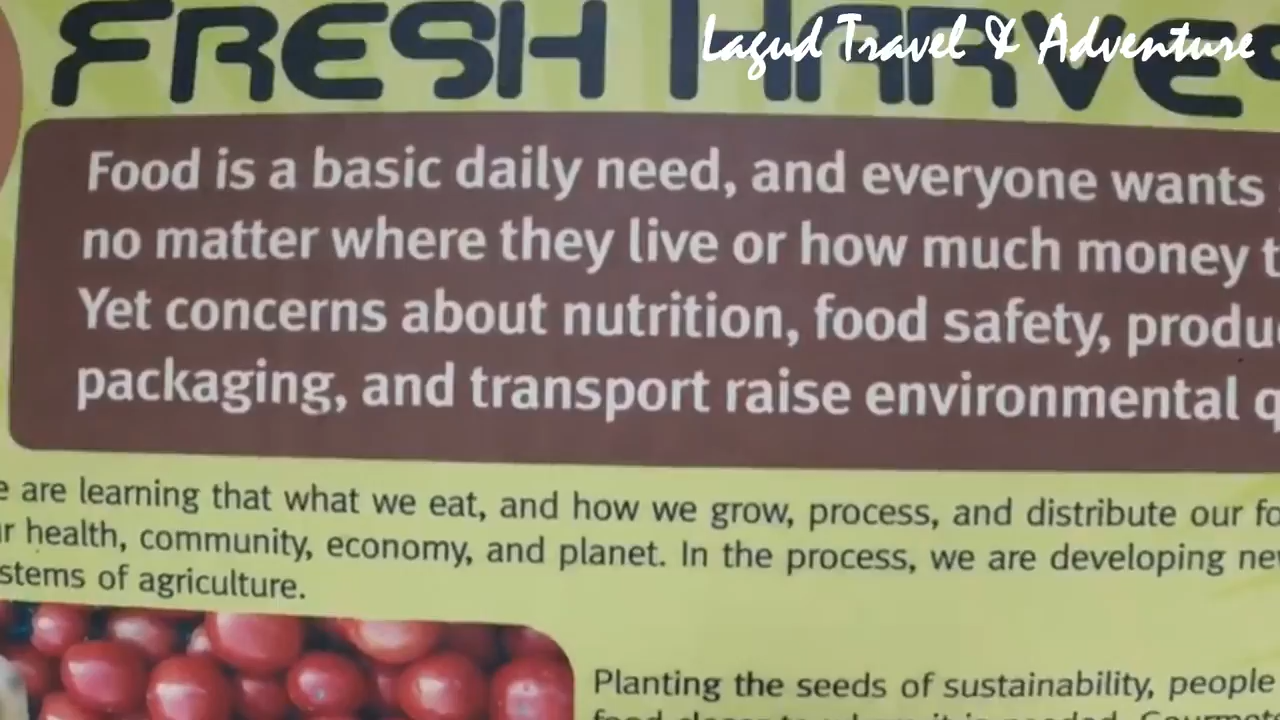 FRESH HARVES
Lagud Travel & Adventure
Food is a basic daily need, and everyone wants
no matter where they live or how much money t
Yet concerns about nutrition, food safety, produ
packaging, and transport raise environmental q
e are learning that what we eat, and how we grow, process, and distribute our fo
r health, community, economy, and planet. In the process, we are developing new
stems of agriculture.
Planting the seeds of sustainability, people